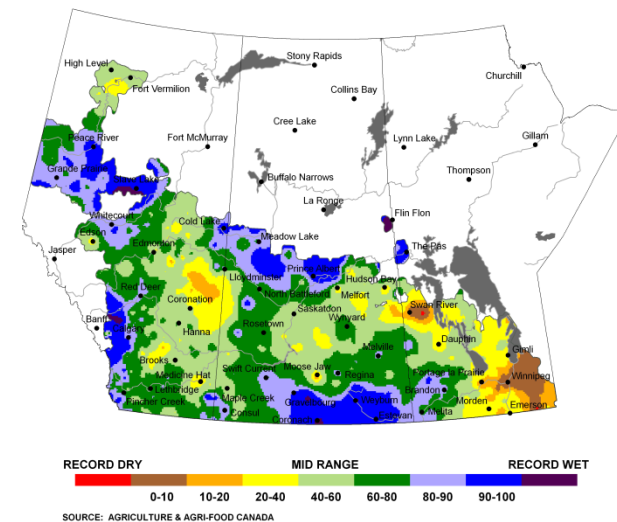 High Level
Fort Vermilion
Stony Rapids
Churchill
Collins Bay
Peace River
Fort McMurray
Cree Lake
Lynn Lake
Gillam
Grande Prairie
Slave Lake
Buffalo Narrows
Thompson
La Ronge
Whitecourt
Cold Lake
Flin Flon
Edson
Edmonton
Meadow Lake
The Pas
Jasper
Lloydminster
Prince Albert
Hudson Bay
Red Deer
North Battleford
Melfort
Coronation
Saskatoon
Swan River
Banff
Calgary
Hanna
Rosetown
Wynyard
Dauphin
Melville
Gimli
Brooks
Swift Current
Moose Jaw
Regina
Portage la Prairie
Winnipeg
Medicine Hat
Lethbridge
Maple Creek
Gravelbourg
Weyburn
Brandon
Pincher Creek
Consul
Coronach
Estevan
Melita
Morden
Emerson
RECORD DRY MID RANGE RECORD WET
0-10 10-20 20-40 40-60 60-80 80-90 90-100
SOURCE: AGRICULTURE & AGRI-FOOD CANADA